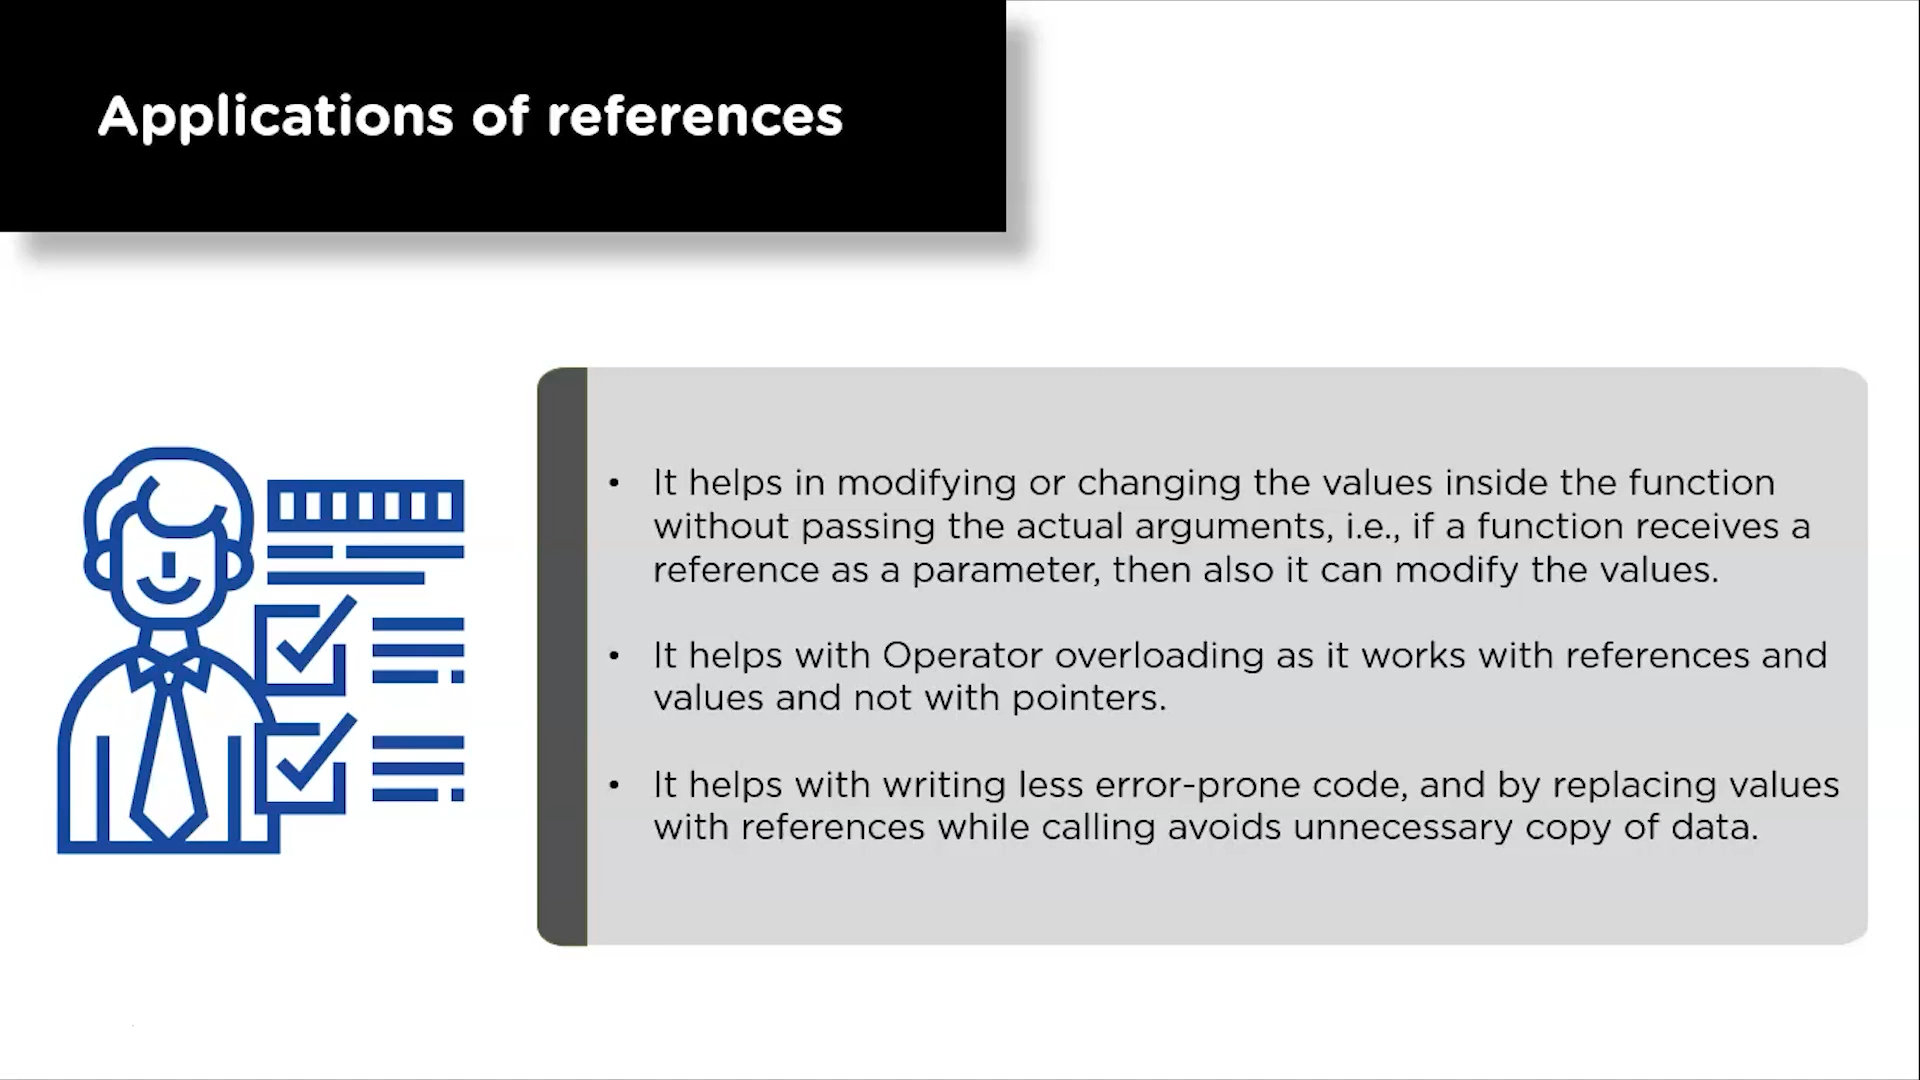 Applications of references
• It helps in modifying or changing the values inside the function
without passing the actual arguments, i.e., if a function receives a
reference as a parameter, then also it can modify the values.
• It helps with Operator overloading as it works with references and
values and not with pointers.
• It helps with writing less error-prone code, and by replacing values
with references while calling avoids unnecessary copy of data.